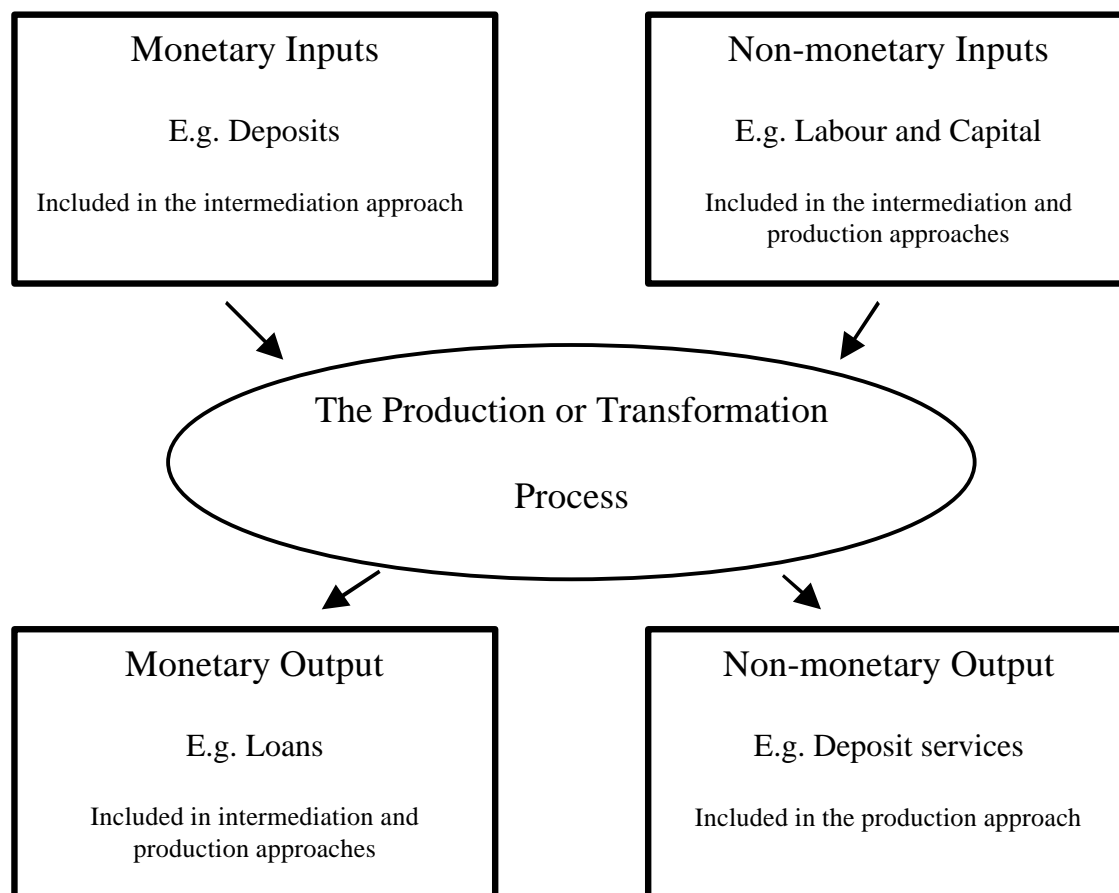 Monetary Inputs
E.g. Deposits
Included in the intermediation approach
Non-monetary Inputs
E.g. Labour and Capital
Included in the intermediation and
production approaches
The Production or Transformation
Process
Monetary Output
E.g. Loans
Included in intermediation and
production approaches
Non-monetary Output
E.g. Deposit services
Included in the production approach